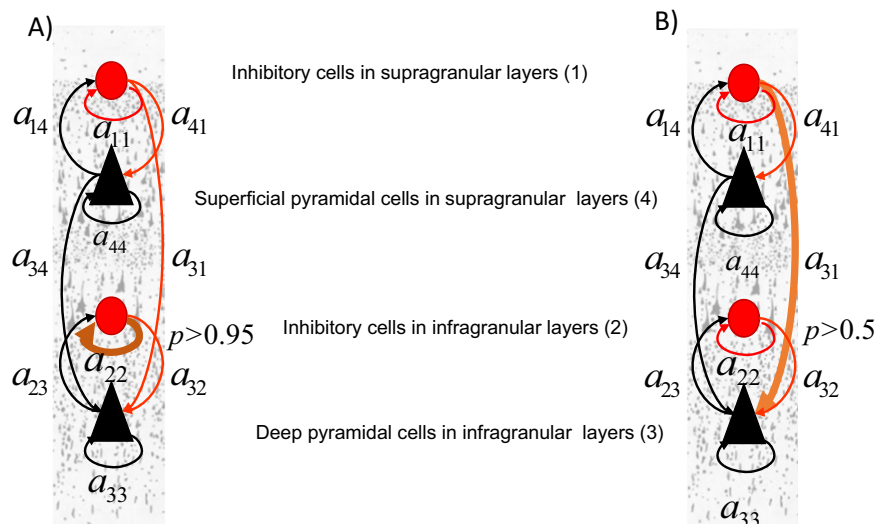 A)
B)
Inhibitory cells in supragranular layers (1)
a14
a11
a41
a14
a11
a41
Superficial pyramidal cells in supragranular layers (4)
a44
a44
a34
a31
a34
a31
Inhibitory cells in infragranular layers (2)
p>0.95
p>0.5
a23
a22
a32
a23
a22
a32
Deep pyramidal cells in infragranular layers (3)
a33
a33